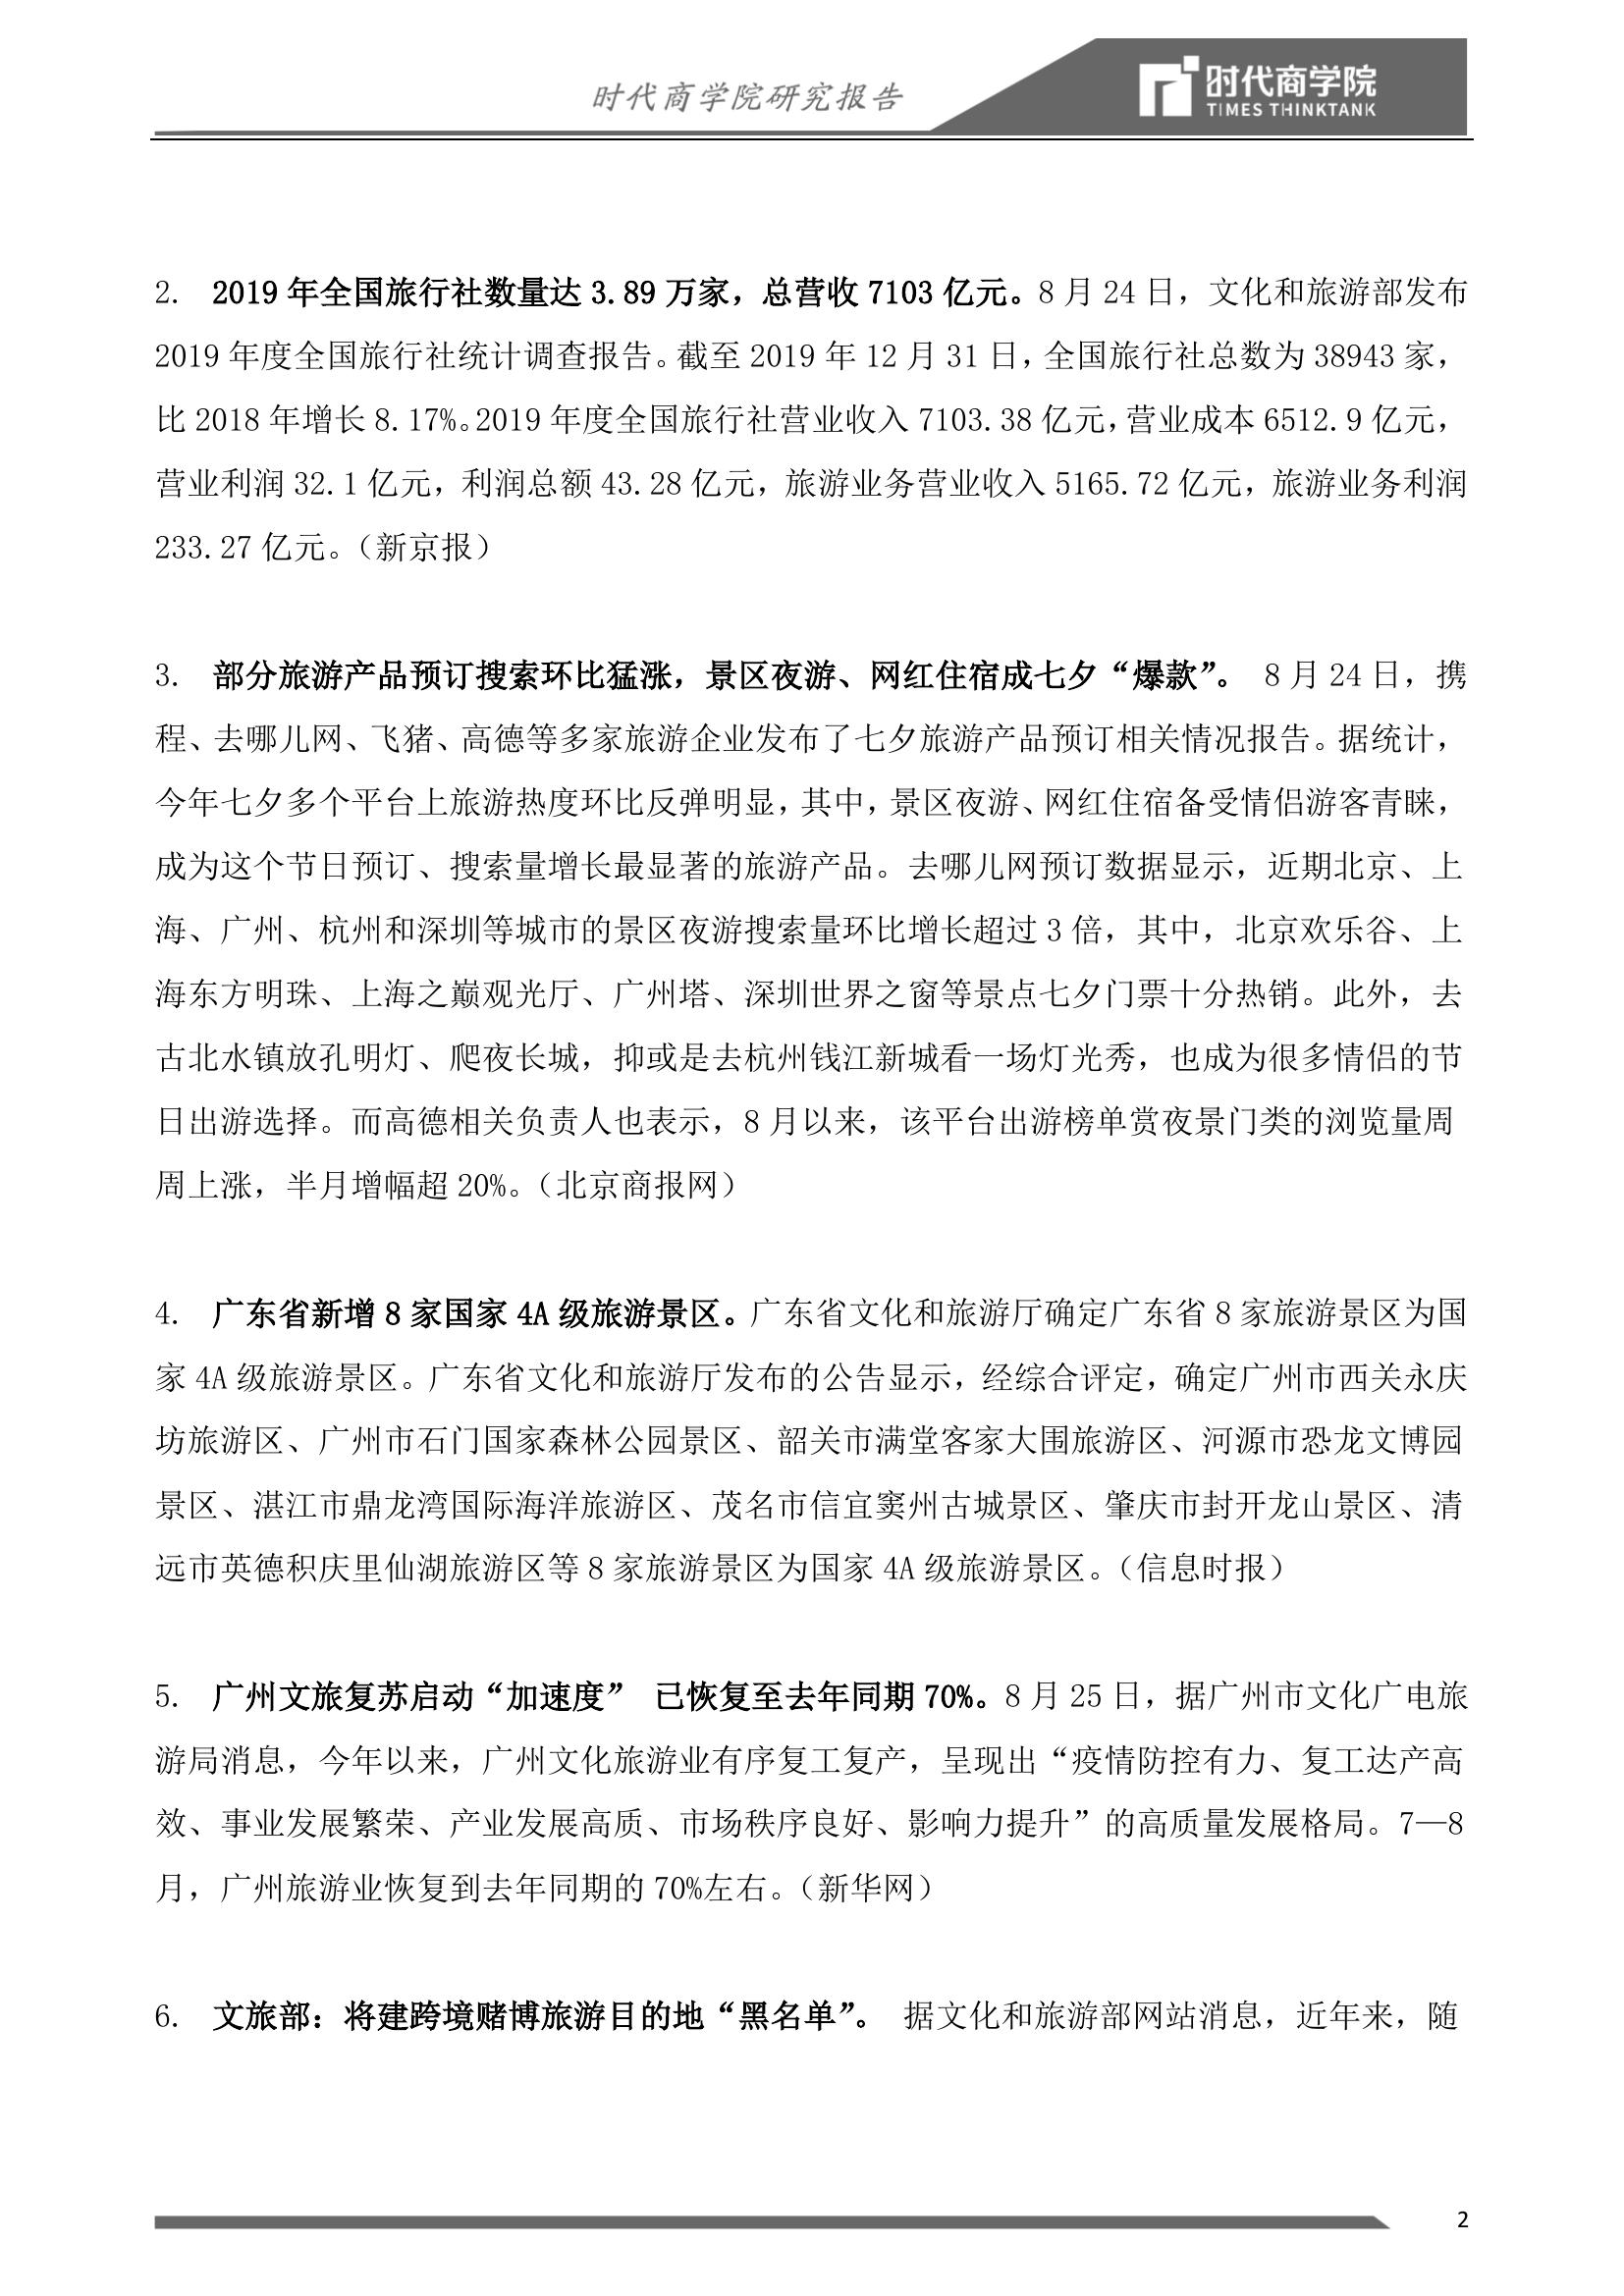 时代商学院研究报告
时代商学院
TIMES THINKTANK
2. 2019 年全国旅行社数量达 3.89 万家，总营收 7103 亿元。8 月 24 日，文化和旅游部发布
2019 年度全国旅行社统计调查报告。截至 2019 年 12 月 31 日，全国旅行社总数为 38943 家，
比 2018 年增长 8.17%。2019 年度全国旅行社营业收入 7103.38 亿元，营业成本 6512.9 亿元，
营业利润 32.1 亿元，利润总额 43.28 亿元，旅游业务营业收入 5165.72 亿元，旅游业务利润
233.27 亿元。（新京报）
3. 部分旅游产品预订搜索环比猛涨，景区夜游、网红住宿成七夕“爆款”。 8 月 24 日，携
程、去哪儿网、飞猪、高德等多家旅游企业发布了七夕旅游产品预订相关情况报告。据统计，
今年七夕多个平台上旅游热度环比反弹明显，其中，景区夜游、网红住宿备受情侣游客青睐，
成为这个节日预订、搜索量增长最显著的旅游产品。去哪儿网预订数据显示，近期北京、上
海、广州、杭州和深圳等城市的景区夜游搜索量环比增长超过 3 倍，其中，北京欢乐谷、上
海东方明珠、上海之巅观光厅、广州塔、深圳世界之窗等景点七夕门票十分热销。此外，去
古北水镇放孔明灯、爬夜长城，抑或是去杭州钱江新城看一场灯光秀，也成为很多情侣的节
日出游选择。而高德相关负责人也表示，8 月以来，该平台出游榜单赏夜景门类的浏览量周
周上涨，半月增幅超 20%。（北京商报网）
4. 广东省新增 8 家国家 4A 级旅游景区。广东省文化和旅游厅确定广东省 8 家旅游景区为国
家 4A 级旅游景区。广东省文化和旅游厅发布的公告显示，经综合评定，确定广州市西关永庆
坊旅游区、广州市石门国家森林公园景区、韶关市满堂客家大围旅游区、河源市恐龙文博园
景区、湛江市鼎龙湾国际海洋旅游区、茂名市信宜窦州古城景区、肇庆市封开龙山景区、清
远市英德积庆里仙湖旅游区等 8 家旅游景区为国家 4A 级旅游景区。（信息时报）
5. 广州文旅复苏启动“加速度” 已恢复至去年同期 70%。8 月 25 日，据广州市文化广电旅
游局消息，今年以来，广州文化旅游业有序复工复产，呈现出“疫情防控有力、复工达产高
效、事业发展繁荣、产业发展高质、市场秩序良好、影响力提升”的高质量发展格局。7—8
月，广州旅游业恢复到去年同期的 70%左右。（新华网）
6. 文旅部：将建跨境赌博旅游目的地“黑名单”。 据文化和旅游部网站消息，近年来，随
2